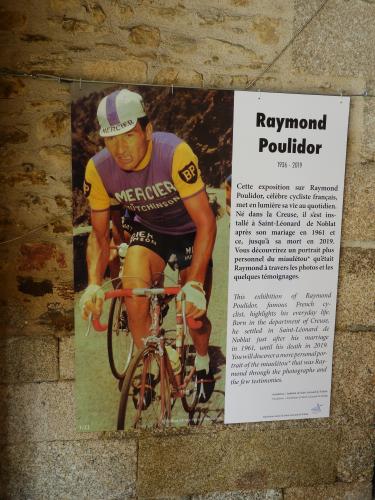 Raymond
Poulidor
1936 - 2019
Cette exposition sur Raymond
Poulidor, célèbre cycliste français,
met en lumière sa vie au quotidien.
Né dans la Creuse, il s'est ins-
tallé à Saint-Léonard de Noblat
après son mariage en 1961 et
ce, jusqu'à sa mort en 2019.
Vous découvrirez un portrait plus
personnel du miaulétou* qu'était
Raymond à travers les photos et les
quelques témoignages.
This exhibition of Raymond
Poulidor, famous French cy-
clist, highlights his everyday life.
Born in the department of Creuse,
he settled in Saint-Léonard de
Noblat just after his marriage
in 1961, until his death in 2019.
You will discover a more personal por-
trait of the miaulétou* that was Ray-
mond through the photographs and
the few testimonies.
MERCIER
BP
BP
MERCIER
HUTCHINSON
MERCIER